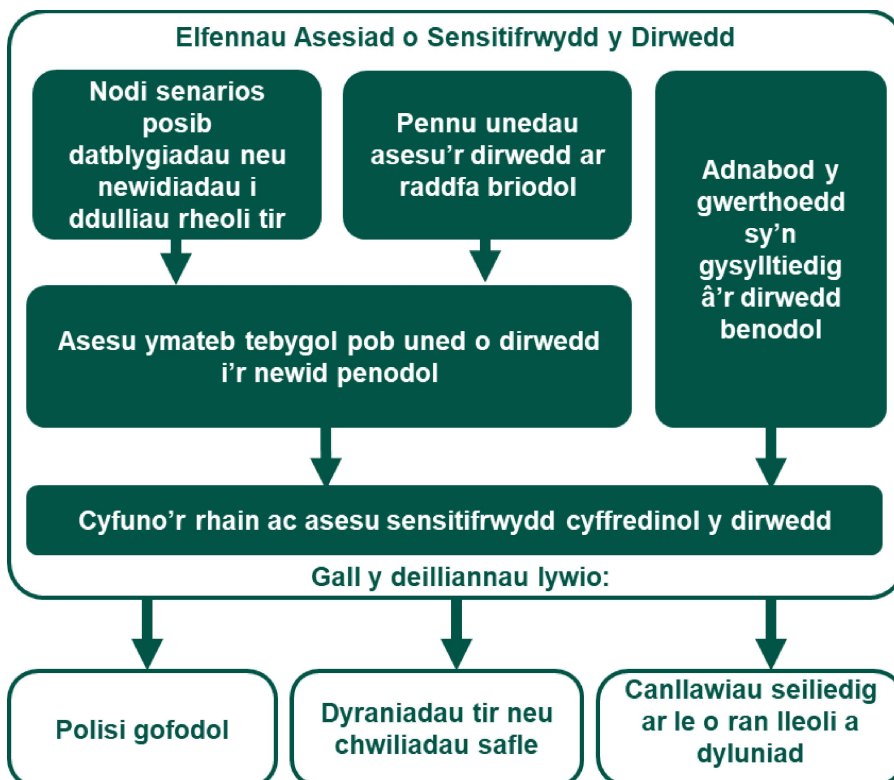 Elfennau Asesiad o Sensitifrwydd y Dirwedd
Nodi senarios
posib
datblygiadau neu
newidiadau i
ddulliau rheoli tir
Pennu unedau
asesu’r dirwedd ar
raddfa briodol
Adnabod y
gwerthoedd
sy’n
gysylltiedig
â’r dirwedd
benodol
Asesu ymateb tebygol pob uned o dirwedd
i’r newid penodol
Cyfuno’r rhain ac asesu sensitifrwydd cyffredinol y dirwedd
Gall y deilliannau lywio:
Polisi gofodol
Dyraniadau tir neu
chwiliadau safle
Canllawiau seiliedig
ar le o ran lleoli a
dyluniad